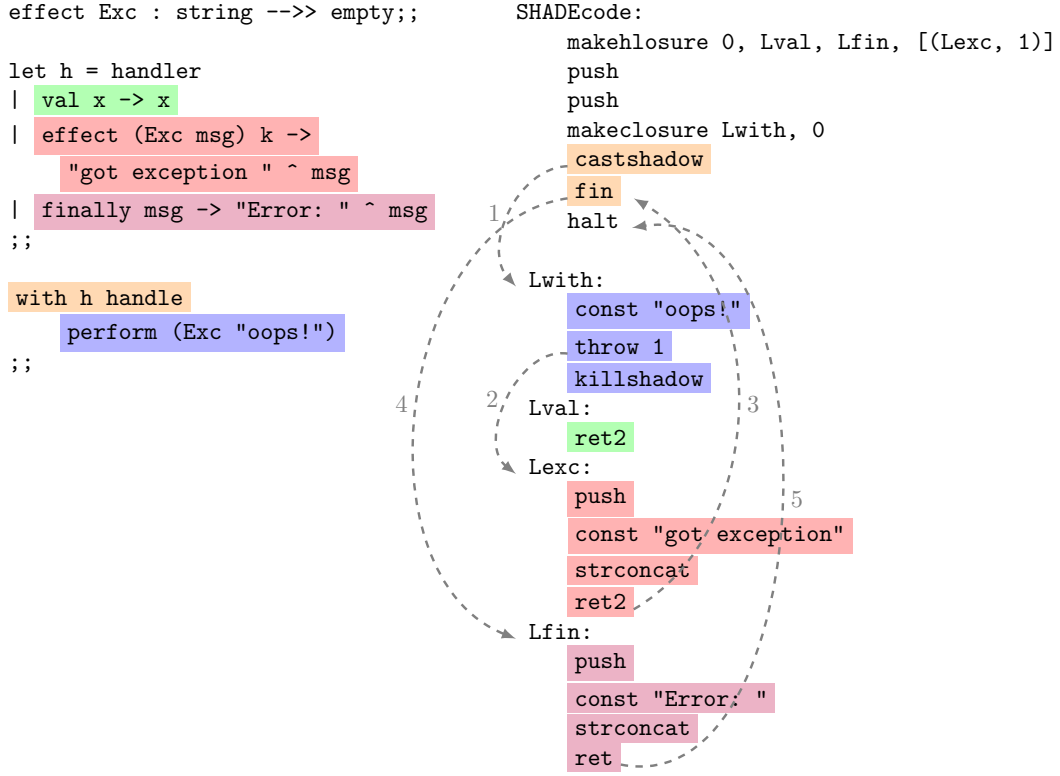 effect Exc : string -->> empty;;
let h = handler
| val x -> x
| effect (Exc msg) k ->
"got exception " ^ msg
| finally msg -> "Error: " ^ msg
;;
with h handle
perform (Exc "oops!")
;;
SHADEcode:
makehlosure 0, Lval, Lfin, [(Lexc, 1)]
push
push
makeclosure Lwith, 0
castshadow
fin
halt
Lwith:
const "oops!"
throw 1
killshadow
Lval:
ret2
Lexc:
push
const "got exception"
strconcat
ret2
Lfin:
push
const "Error: "
strconcat
ret
1
2
4
3
5